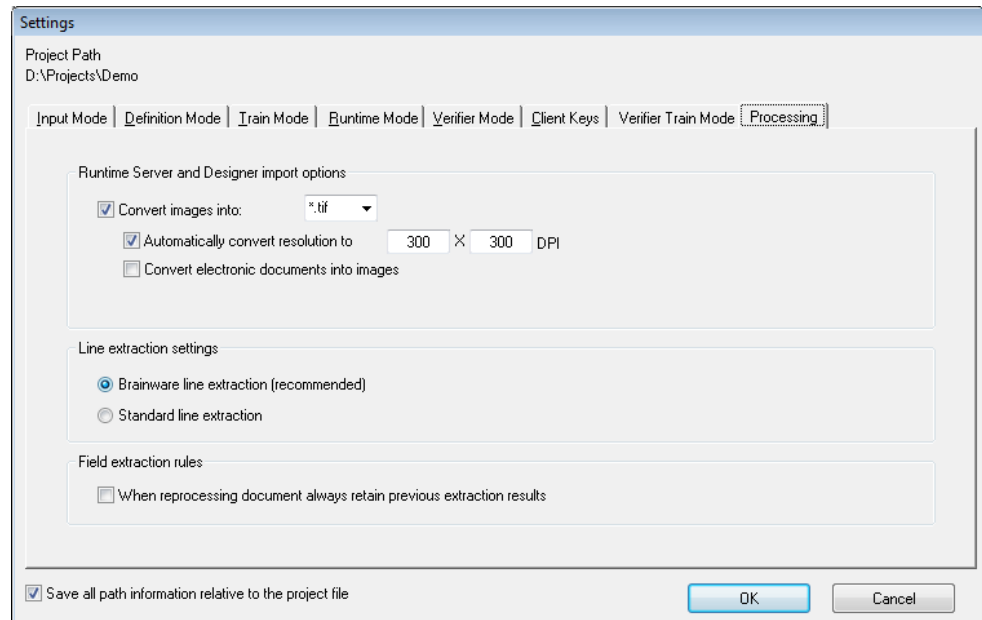 Settings
Project Path
D:\Projects\Demo
Input Mode Definition Mode Train Mode Runtime Mode Verifier Mode Client Keys Verifier Train Mode Processing
Runtime Server and Designer import options
Convert images into: *.tif
Automatically convert resolution to 300 X 300 DPI
Convert electronic documents into images
Line extraction settings
Brainware line extraction (recommended)
Standard line extraction
Field extraction rules
When reprocessing document always retain previous extraction results
Save all path information relative to the project file OK Cancel